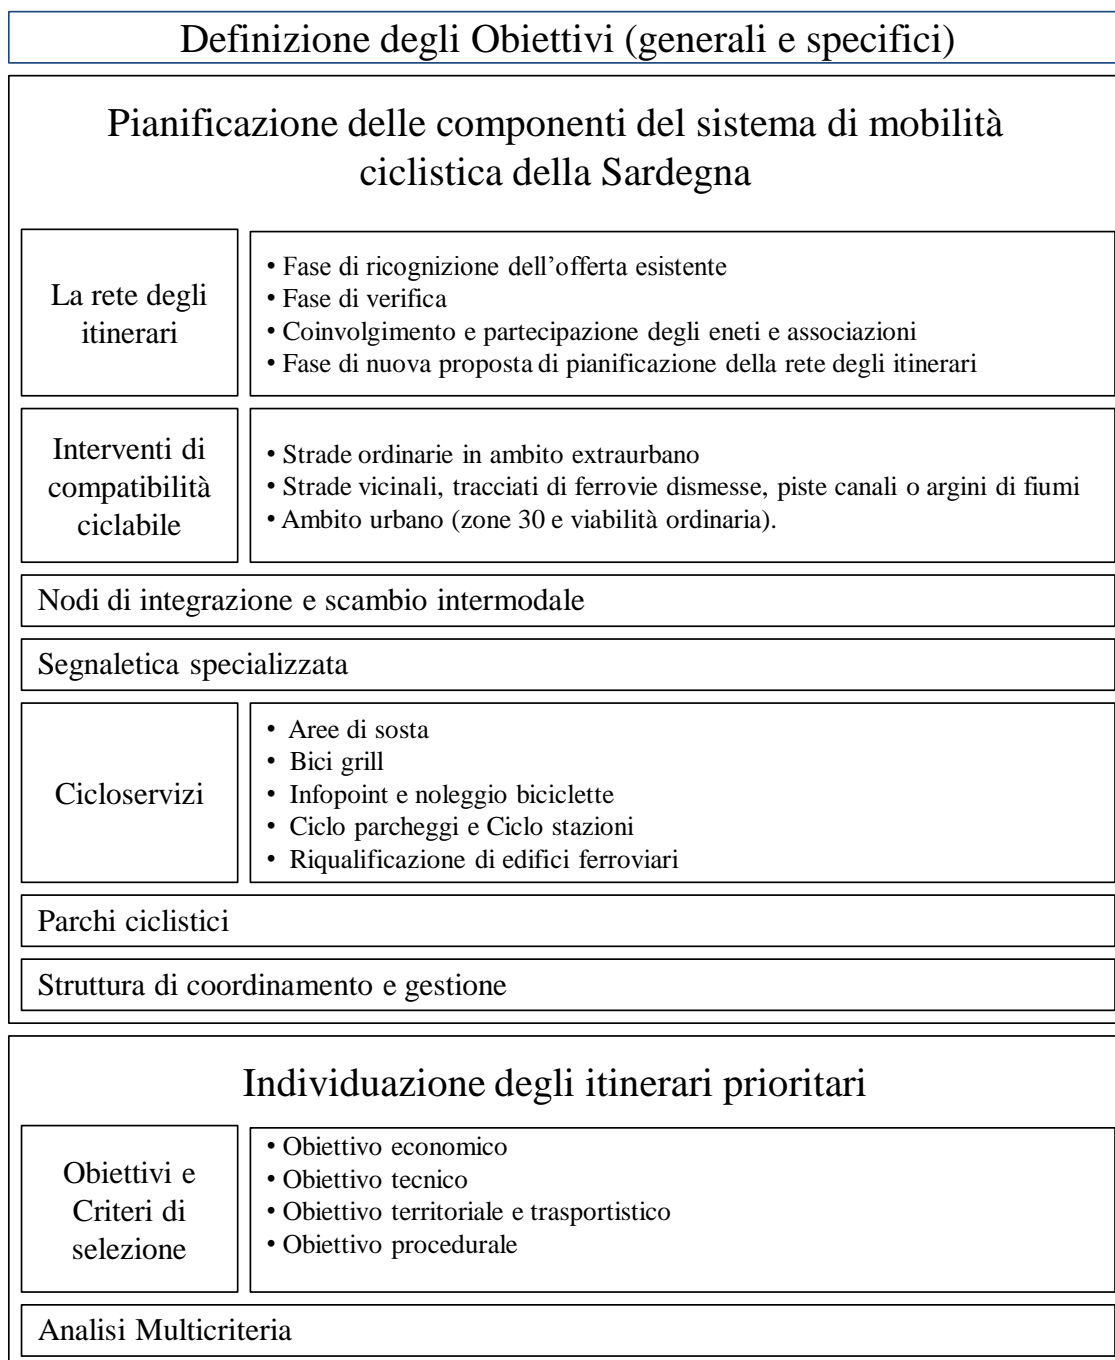 Definizione degli Obiettivi (generali e specifici)
Pianificazione delle componenti del sistema di mobilità
ciclistica della Sardegna
La rete degli
itinerari
• Fase di ricognizione dell’offerta esistente
• Fase di verifica
• Coinvolgimento e partecipazione degli eneti e associazioni
• Fase di nuova proposta di pianificazione della rete degli itinerari
Interventi di
compatibilità
ciclabile
• Strade ordinarie in ambito extraurbano
• Strade vicinali, tracciati di ferrovie dismesse, piste canali o argini di fiumi
• Ambito urbano (zone 30 e viabilità ordinaria).
Nodi di integrazione e scambio intermodale
Segnaletica specializzata
Cicloservizi
• Aree di sosta
• Bici grill
• Infopoint e noleggio biciclette
• Ciclo parcheggi e Ciclo stazioni
• Riqualificazione di edifici ferroviari
Parchi ciclistici
Struttura di coordinamento e gestione
Individuazione degli itinerari prioritari
Obiettivi e
Criteri di
selezione
• Obiettivo economico
• Obiettivo tecnico
• Obiettivo territoriale e trasportistico
• Obiettivo procedurale
Analisi Multicriteria